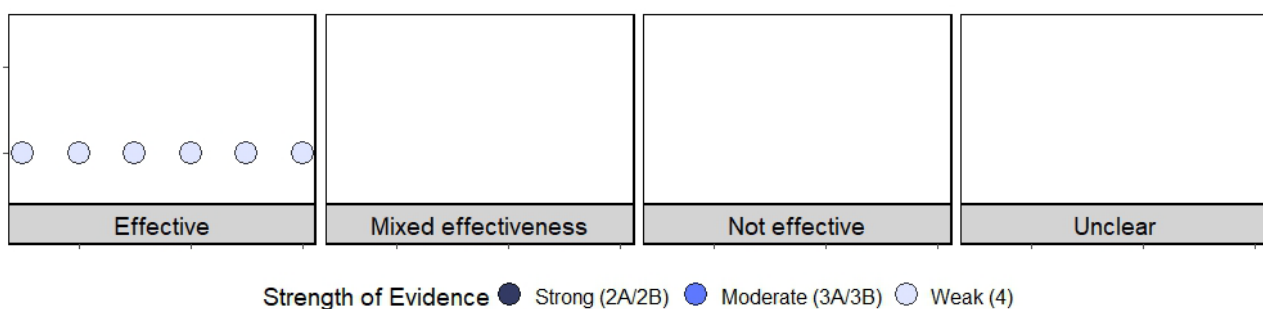 Effective Mixed effectiveness Not effective Unclear
Strength of Evidence Strong (2A/2B) Moderate (3A/3B) Weak (4)